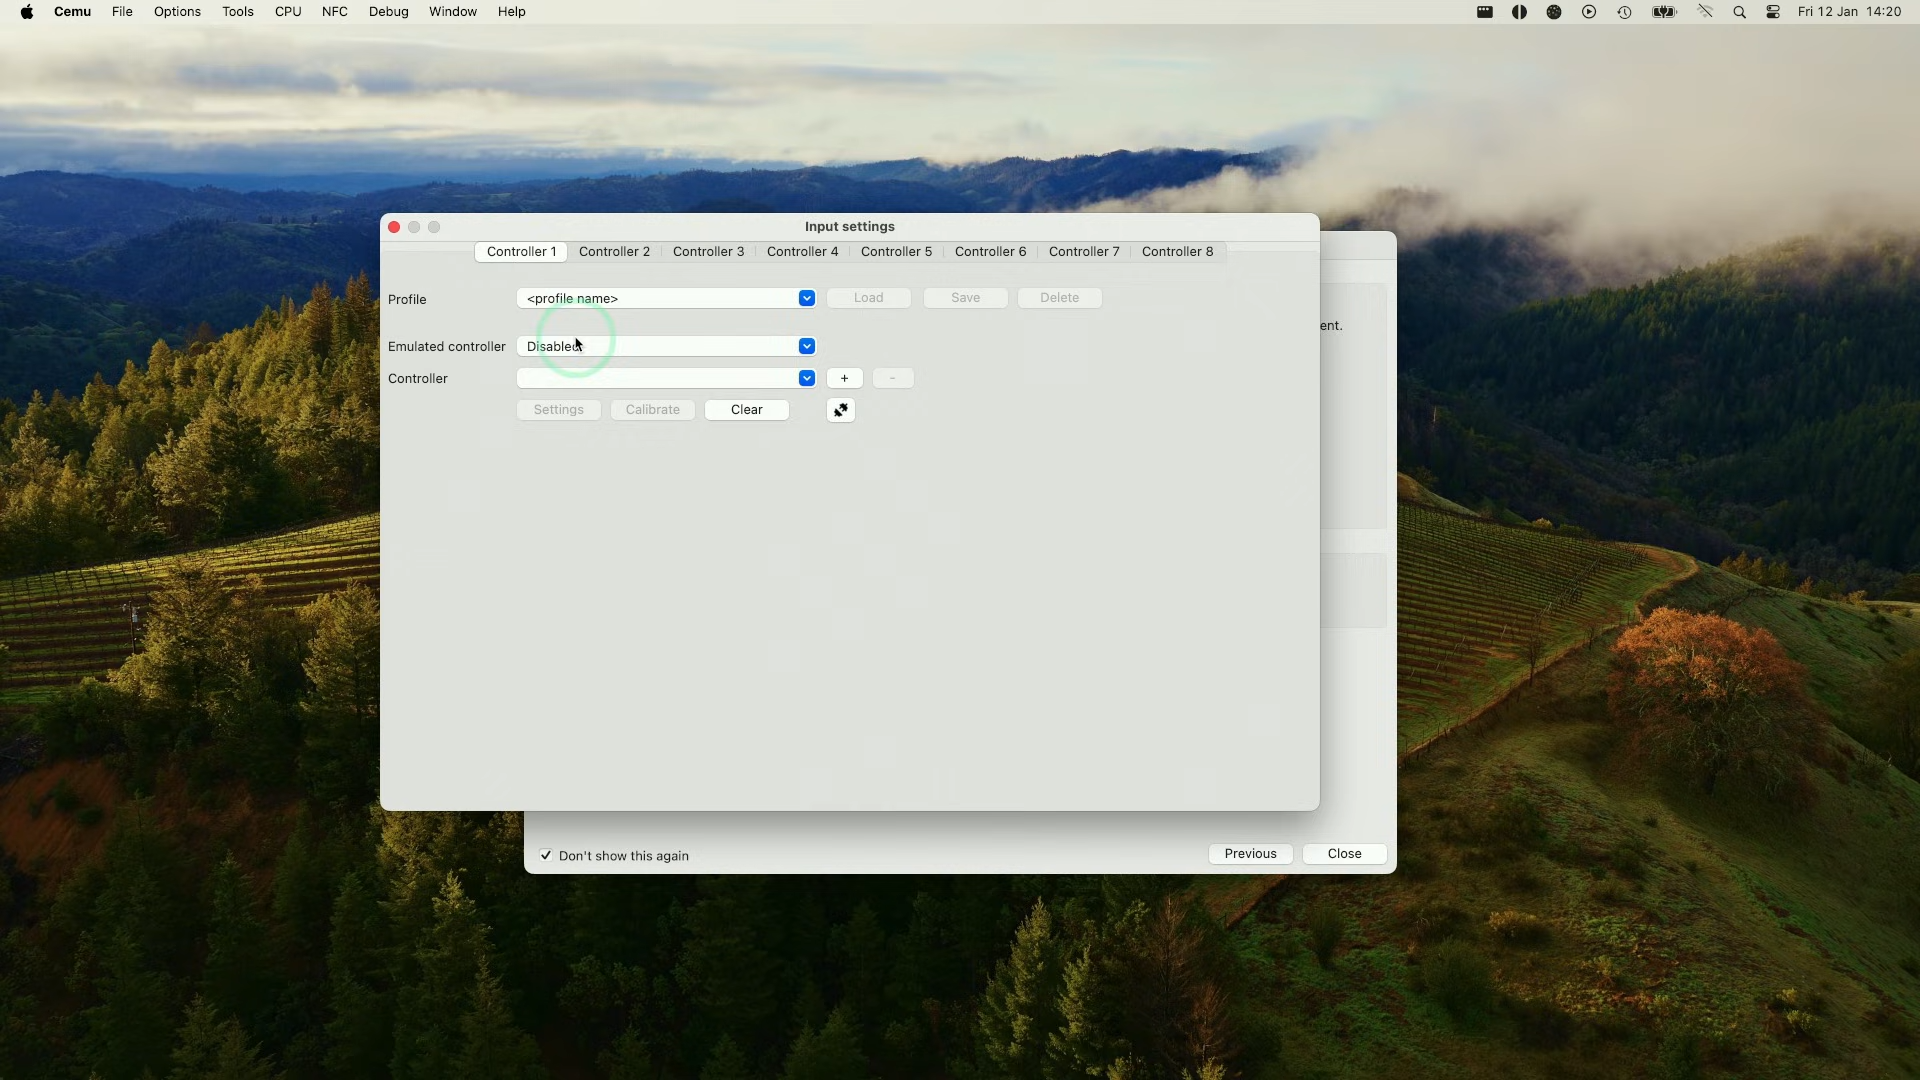 Cemu File Options Tools CPU NFC Debug Window Help Fri 12 Jan 14:20
Input settings
Controller 1 Controller 2 Controller 3 Controller 4 Controller 5 Controller 6 Controller 7 Controller 8
Profile <profile name> Load Save Delete
ent.
Emulated controller Disabled
Controller + -
Settings Calibrate Clear
Don't show this again Previous Close